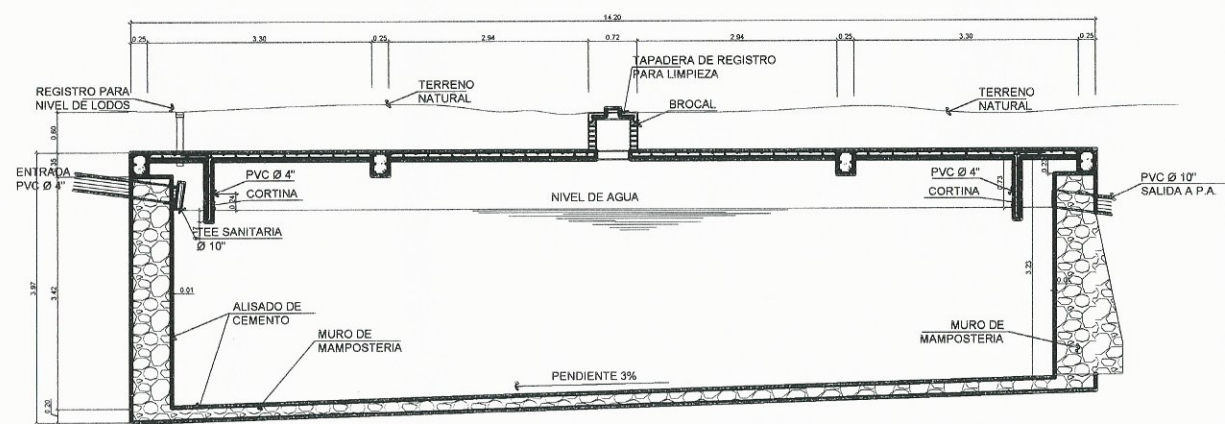 14.20
0.25
3.30
0.25
2.94
0.72
2.94
0.25
3.30
0.25
REGISTRO PARA
NIVEL DE LODOS
TERRENO
NATURAL
TAPADERA DE REGISTRO
PARA LIMPIEZA
BROCAL
TERRENO
NATURAL
0.60
.35
ENTRADA
PVC Ø 4"
PVC Ø 4"
CORTINA
NIVEL DE AGUA
PVC Ø 4"
CORTINA
0.73
PVC Ø 10"
SALIDA A P.A.
TEE SANITARIA
Ø 10"
3.97
3.42
0.01
3.23
ALISADO DE
CEMENTO
MURO DE
MAMPOSTERIA
MURO DE
MAMPOSTERIA
PENDIENTE 3%
0.20